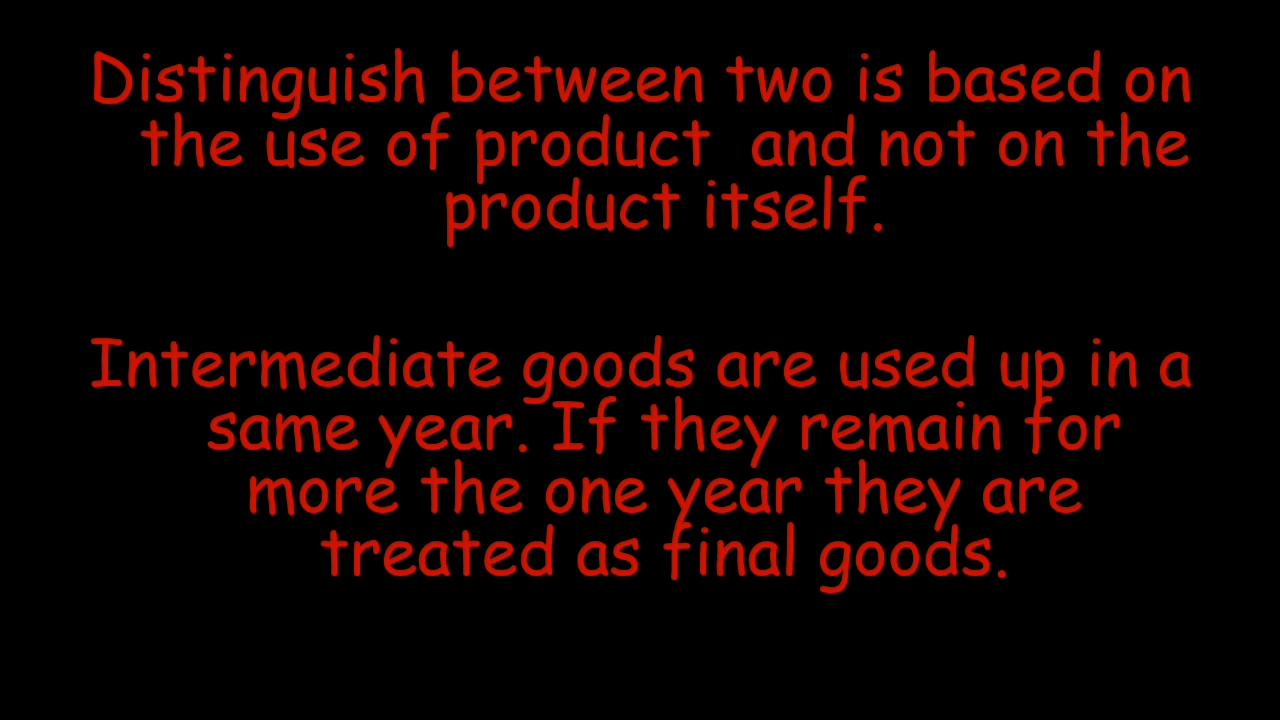 Distinguish between two is based on
the use of product  and not on the
product itself.
Intermediate goods are used up in a
same year. If they remain for
more the one year they are
treated as final goods.